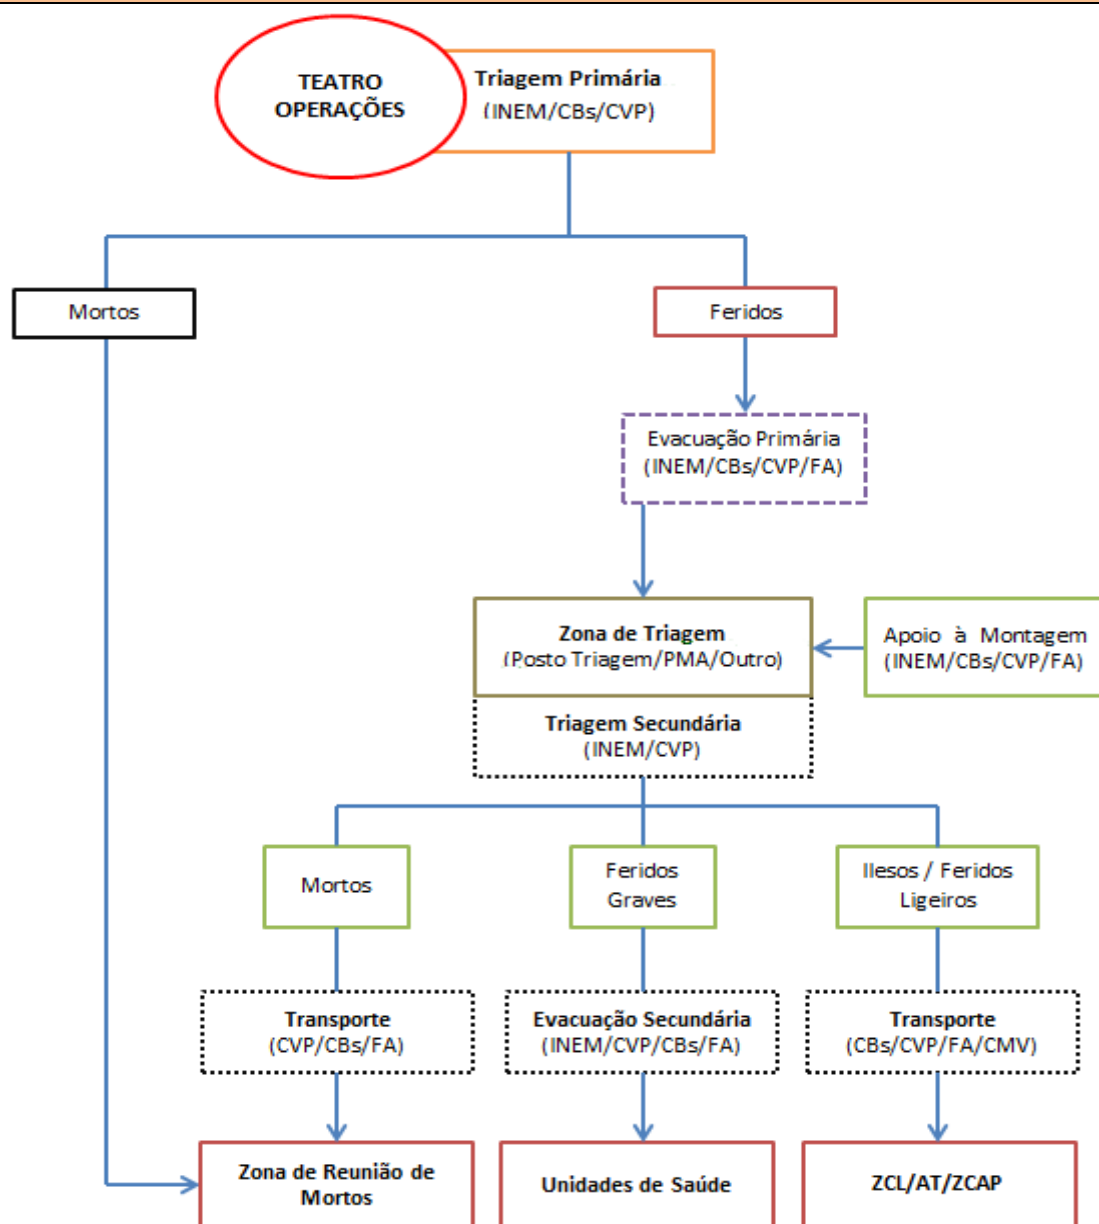 TEATRO
OPERAÇÕES
Triagem Primária
(INEM/CBs/CVP)
Mortos
Feridos
Evacuação Primária
(INEM/CBs/CVP/FA)
Zona de Triagem
(Posto Triagem/PMA/Outro)
Apoio à Montagem
(INEM/CBs/CVP/FA)
Triagem Secundária
(INEM/CVP)
Mortos
Feridos
Graves
Ilesos / Feridos
Ligeiros
Transporte
(CVP/CBs/FA)
Evacuação Secundária
(INEM/CVP/CBs/FA)
Transporte
(CBs/CVP/FA/CMV)
Zona de Reunião de
Mortos
Unidades de Saúde
ZCL/AT/ZCAP